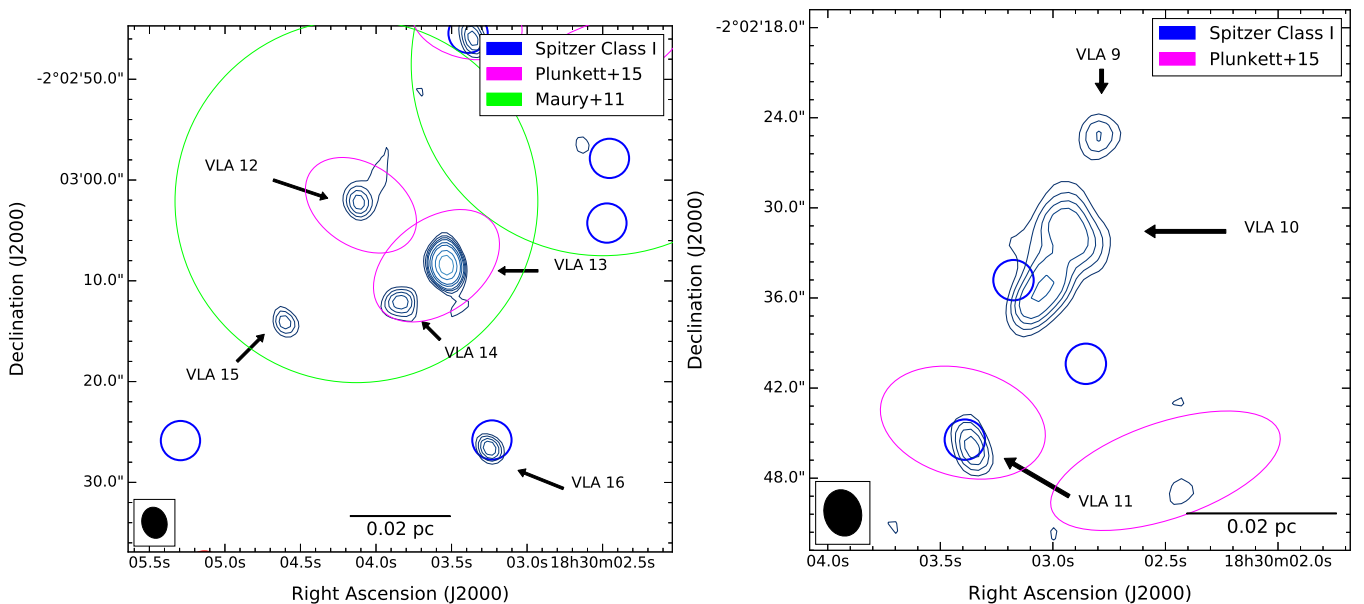 Spitzer Class I
Plunkett+15
Maury+11
-2°02'50.0"
03'00.0"
10.0"
20.0"
30.0"
Declination (J2000)
VLA 12
VLA 13
VLA 14
VLA 15
VLA 16
0.02 pc
05.5s 05.0s 04.5s 04.0s 03.5s 03.0s 18h30m02.5s
Right Ascension (J2000)
Spitzer Class I
Plunkett+15
-2°02'18.0"
24.0"
30.0"
36.0"
42.0"
48.0"
Declination (J2000)
VLA 9
VLA 10
VLA 11
0.02 pc
04.0s 03.5s 03.0s 02.5s 18h30m02.0s
Right Ascension (J2000)